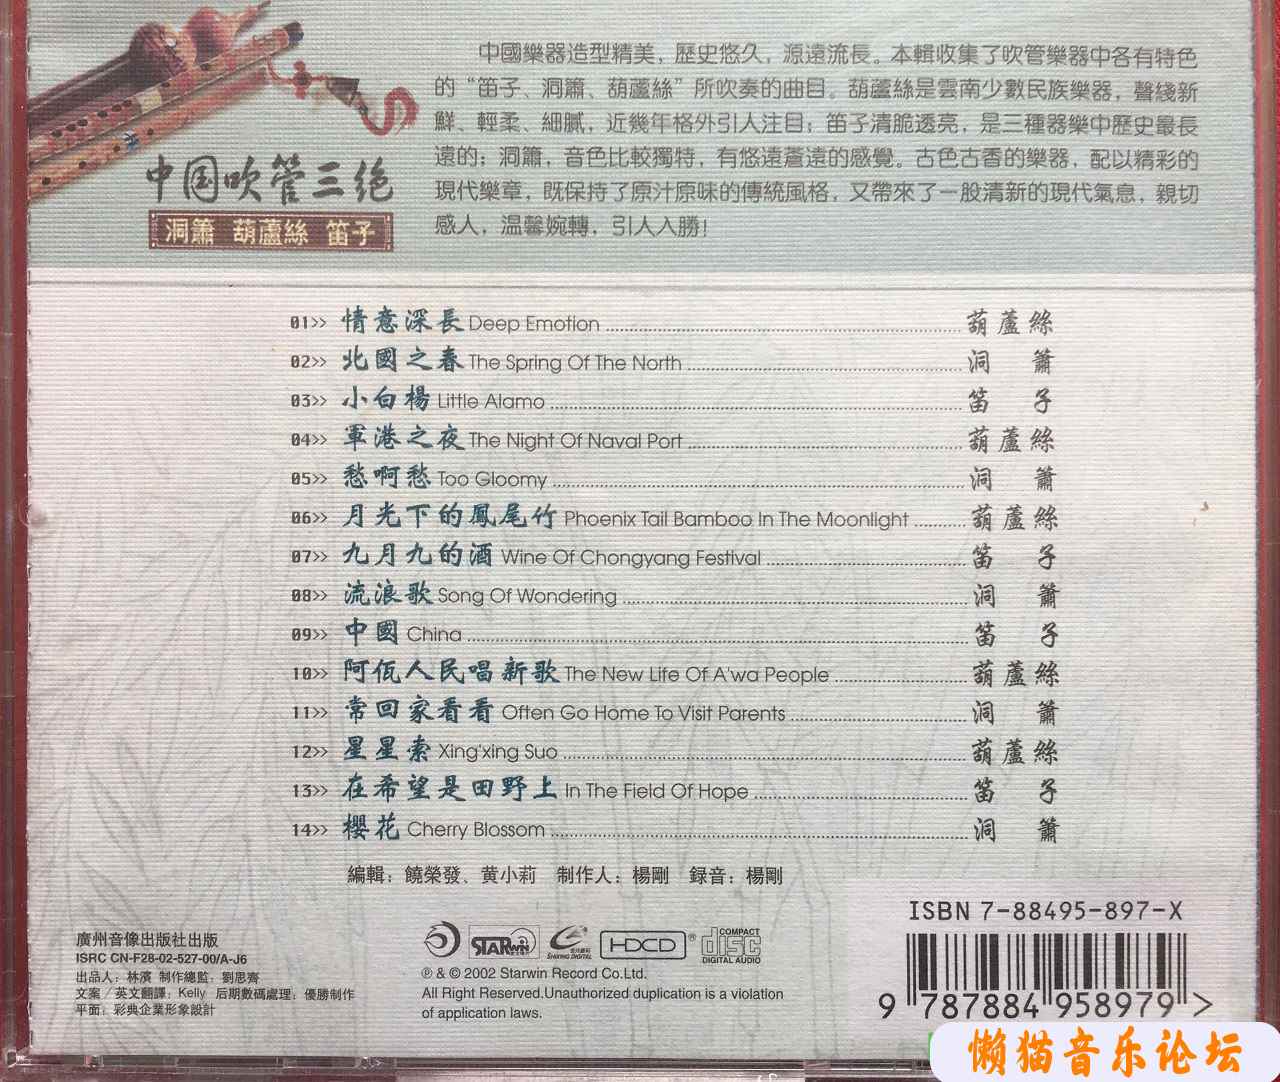 中國樂器造型精美，歷史悠久，源遠流長。本輯收集了吹管樂器中各有特色
的“笛子、洞簫、葫蘆絲”所吹奏的曲目。葫蘆絲是雲南少數民族樂器，聲綫新
鮮、輕柔、細膩，近幾年格外引人注目；笛子清脆透亮，是三種器樂中歷史最長
遠的；洞簫，音色比較獨特，有悠遠蒼遠的感覺。古色古香的樂器，配以精彩的
現代樂章，既保持了原汁原味的傳統風格，又帶來了一股清新的現代氣息，親切
感人，温馨婉轉，引人入勝！
中国吹管三绝
洞簫 葫蘆絲 笛子
01>> 情意深長 Deep Emotion 葫蘆絲
02>> 北國之春 The Spring Of The North 洞簫
03>> 小白楊 Little Alamo 笛子
04>> 軍港之夜 The Night Of Naval Port 葫蘆絲
05>> 愁啊愁 Too Gloomy 洞簫
06>> 月光下的鳳尾竹 Phoenix Tail Bamboo In The Moonlight 葫蘆絲
07>> 九月九的酒 Wine Of Chongyang Festival 笛子
08>> 流浪歌 Song Of Wondering 洞簫
09>> 中國 China 笛子
10>> 阿佤人民唱新歌 The New Life Of A'wa People 葫蘆絲
11>> 常回家看看 Often Go Home To Visit Parents 洞簫
12>> 星星索 Xing'xing Suo 葫蘆絲
13>> 在希望是田野上 In The Field Of Hope 笛子
14>> 櫻花 Cherry Blossom 洞簫
編輯：饒榮發、黄小莉 制作人：楊剛 録音：楊剛
廣州音像出版社出版
ISRC CN-F28-02-527-00/A-J6
出品人：林濱 制作總監：劉思齊
文案／英文翻譯：Kelly 后期數碼處理：優勝制作
平面：彩典企業形象設計
STARWIN
SHINING DIGITAL
HDCD®
COMPACT disc DIGITAL AUDIO
℗ & © 2002 Starwin Record Co.Ltd.
All Right Reserved.Unauthorized duplication is a violation
of application laws.
ISBN 7-88495-897-X
9 787884 958979 >
懒猫音乐论坛